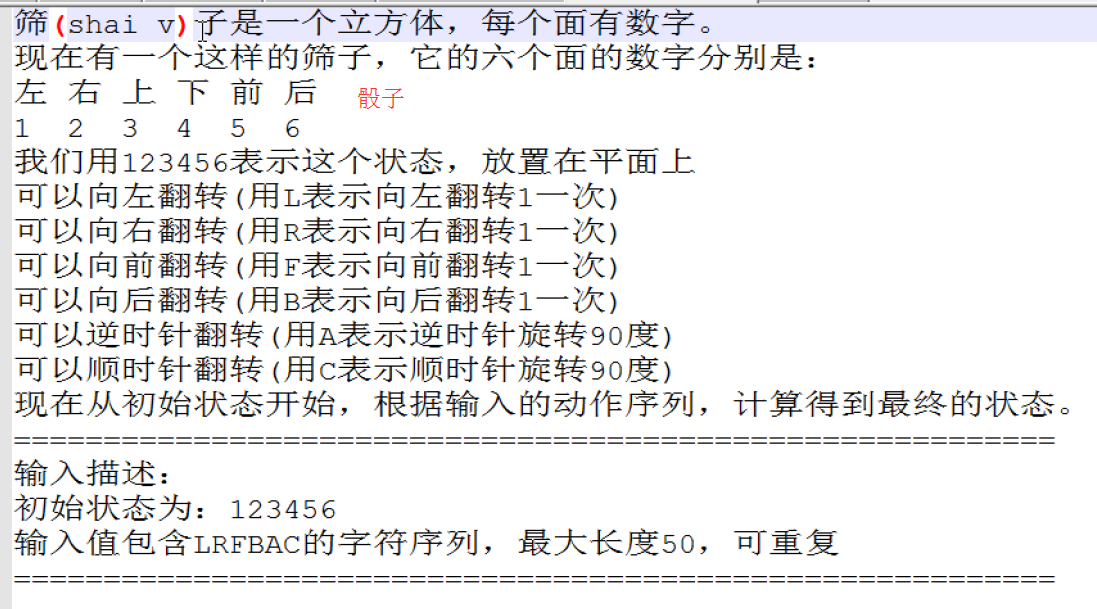 筛(shai v)子是一个立方体，每个面有数字。
现在有一个这样的筛子，它的六个面的数字分别是：
左 右 上 下 前 后 骰子
1 2 3 4 5 6
我们用123456表示这个状态，放置在平面上
可以向左翻转(用L表示向左翻转1一次)
可以向右翻转(用R表示向右翻转1一次)
可以向前翻转(用F表示向前翻转1一次)
可以向后翻转(用B表示向后翻转1一次)
可以逆时针翻转(用A表示逆时针旋转90度)
可以顺时针翻转(用C表示顺时针旋转90度)
现在从初始状态开始，根据输入的动作序列，计算得到最终的状态。
==========================================================
输入描述：
初始状态为：123456
输入值包含LRFBAC的字符序列，最大长度50，可重复
==========================================================